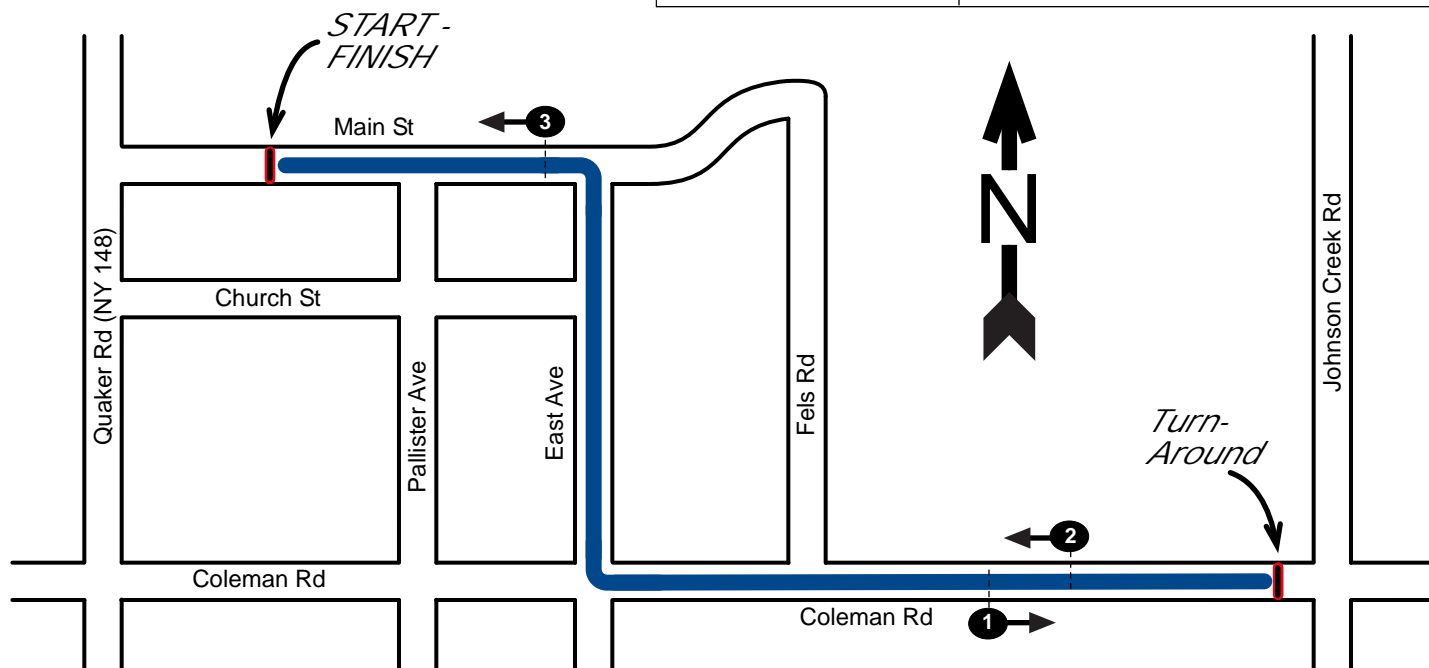 START -
FINISH
Main St
3
N
Quaker Rd (NY 148)
Church St
Pallister Ave
East Ave
Fels Rd
Johnson Creek Rd
Turn-
Around
2
Coleman Rd
Coleman Rd
1